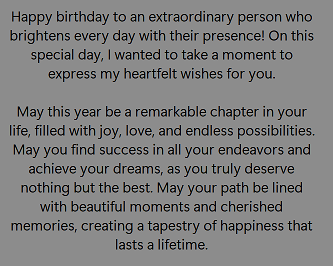 Happy birthday to an extraordinary person who
brightens every day with their presence! On this
special day, I wanted to take a moment to
express my heartfelt wishes for you.
May this year be a remarkable chapter in your
life, filled with joy, love, and endless possibilities.
May you find success in all your endeavors and
achieve your dreams, as you truly deserve
nothing but the best. May your path be lined
with beautiful moments and cherished
memories, creating a tapestry of happiness that
lasts a lifetime.